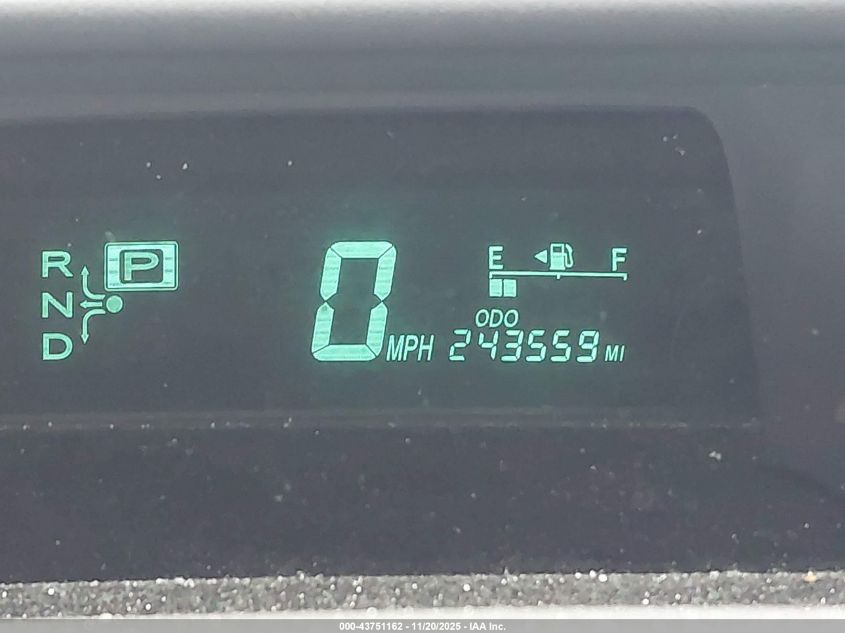 R P
N
D
0 MPH
E F
ODO
243559 MI
000-43751162 - 11/20/2025 - IAA Inc.